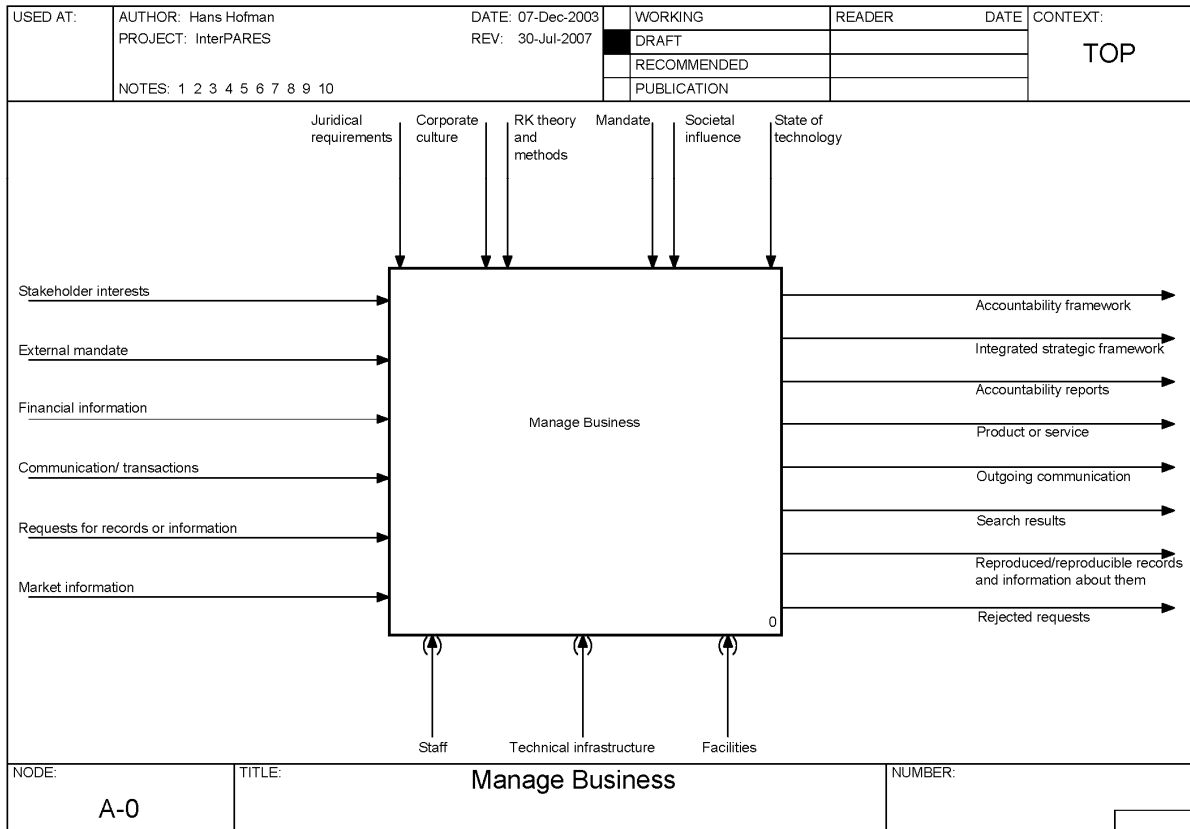 USED AT:
AUTHOR: Hans Hofman
DATE: 07-Dec-2003
WORKING
READER
DATE
CONTEXT:
PROJECT: InterPARES
REV: 30-Jul-2007
DRAFT
TOP
RECOMMENDED
NOTES: 1 2 3 4 5 6 7 8 9 10
PUBLICATION
Juridical
requirements
Corporate
culture
RK theory
and
methods
Mandate
Societal
influence
State of
technology
Stakeholder interests
External mandate
Financial information
Communication/ transactions
Requests for records or information
Market information
Manage Business
0
Accountability framework
Integrated strategic framework
Accountability reports
Product or service
Outgoing communication
Search results
Reproduced/reproducible records
and information about them
Rejected requests
Staff
Technical infrastructure
Facilities
NODE:
A-0
TITLE:
Manage Business
NUMBER: